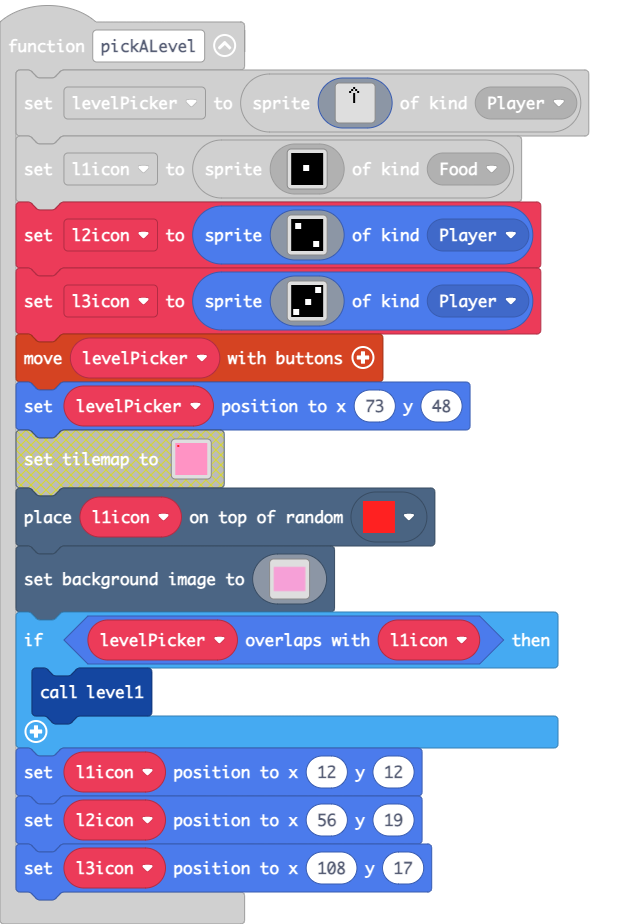 function pickALevel
set levelPicker to sprite of kind Player
set l1icon to sprite of kind Food
set l2icon to sprite of kind Player
set l3icon to sprite of kind Player
move levelPicker with buttons
set levelPicker position to x 73 y 48
set tilemap to
place l1icon on top of random
set background image to
if levelPicker overlaps with l1icon then
call level1
set l1icon position to x 12 y 12
set l2icon position to x 56 y 19
set l3icon position to x 108 y 17